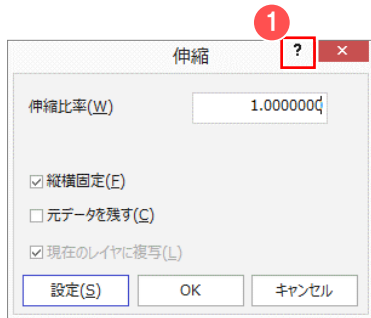 1
伸縮 ? ×
伸縮比率(W) 1.0000000
縦横固定(F)
元データを残す(C)
現在のレイヤに複写(L)
設定(S) OK キャンセル